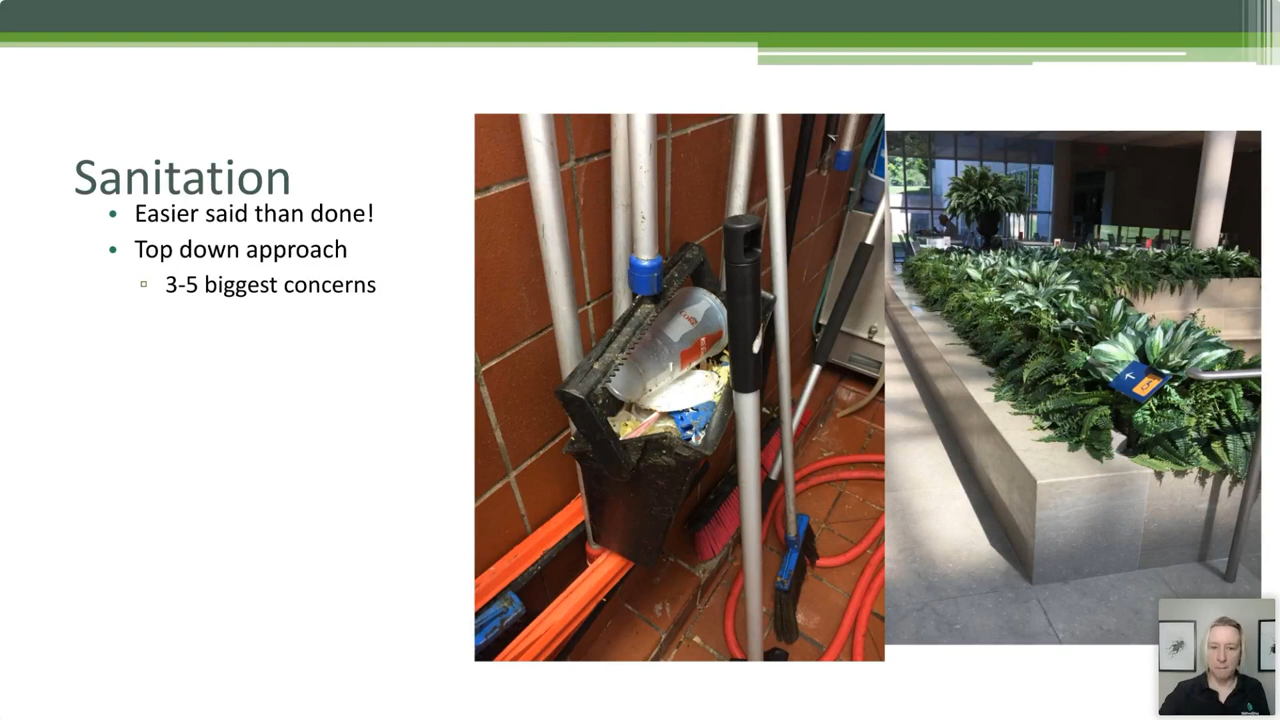 Sanitation
Easier said than done!
Top down approach
3-5 biggest concerns